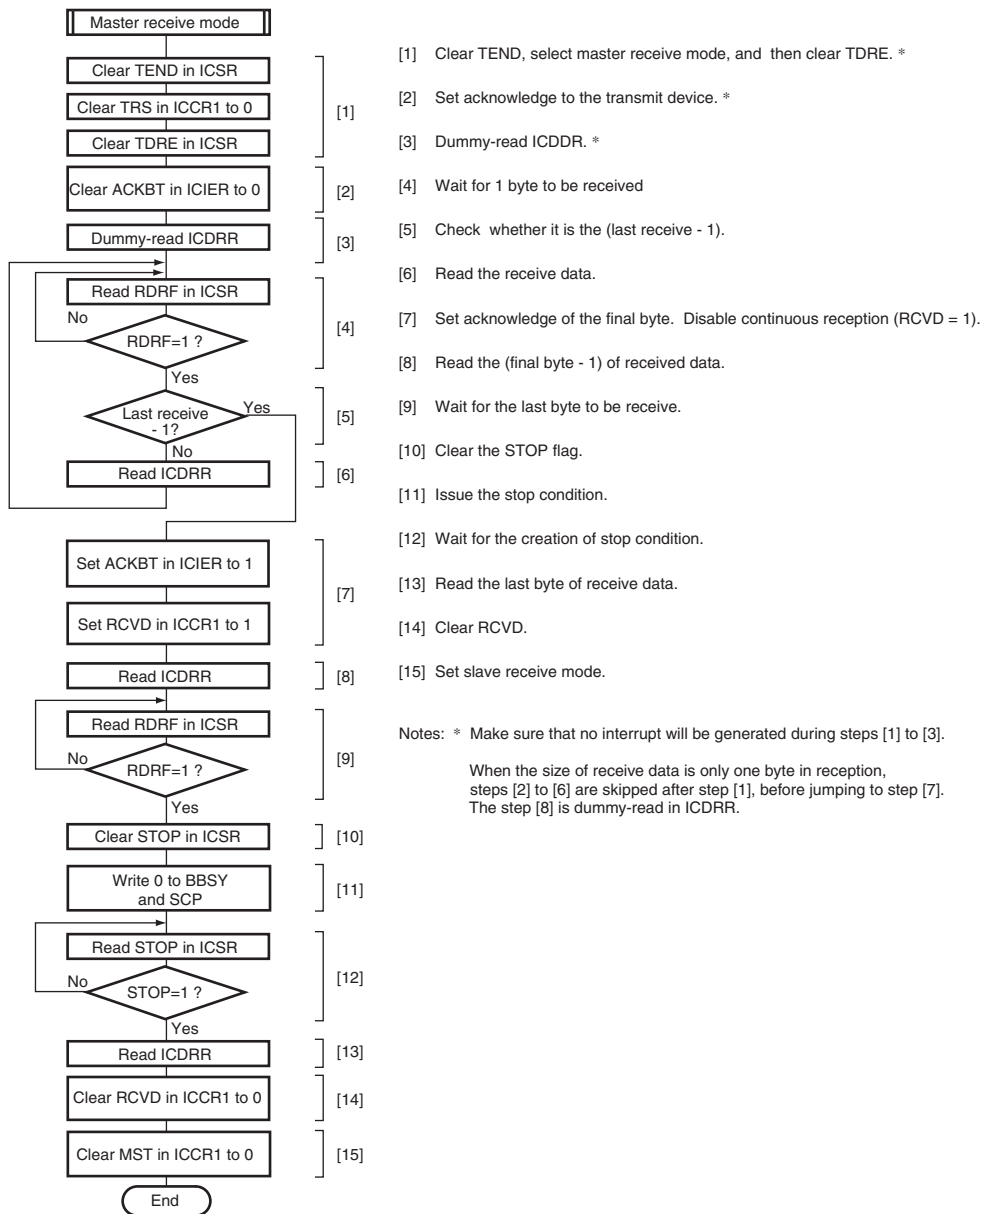 Master receive mode
Clear TEND in ICSR
Clear TRS in ICCR1 to 0
Clear TDRE in ICSR
[1]
Clear ACKBT in ICIER to 0
[2]
Dummy-read ICDRR
[3]
Read RDRF in ICSR
No
RDRF=1 ?
[4]
Yes
Last receive
- 1?
Yes
[5]
No
Read ICDRR
[6]
Set ACKBT in ICIER to 1
[7]
Set RCVD in ICCR1 to 1
Read ICDRR
[8]
Read RDRF in ICSR
No
RDRF=1 ?
[9]
Yes
Clear STOP in ICSR
[10]
Write 0 to BBSY
and SCP
[11]
Read STOP in ICSR
No
STOP=1 ?
[12]
Yes
Read ICDRR
[13]
Clear RCVD in ICCR1 to 0
[14]
Clear MST in ICCR1 to 0
[15]
End
[1] Clear TEND, select master receive mode, and then clear TDRE. *
[2] Set acknowledge to the transmit device. *
[3] Dummy-read ICDDR. *
[4] Wait for 1 byte to be received
[5] Check whether it is the (last receive - 1).
[6] Read the receive data.
[7] Set acknowledge of the final byte. Disable continuous reception (RCVD = 1).
[8] Read the (final byte - 1) of received data.
[9] Wait for the last byte to be receive.
[10] Clear the STOP flag.
[11] Issue the stop condition.
[12] Wait for the creation of stop condition.
[13] Read the last byte of receive data.
[14] Clear RCVD.
[15] Set slave receive mode.
Notes: * Make sure that no interrupt will be generated during steps [1] to [3].
When the size of receive data is only one byte in reception,
steps [2] to [6] are skipped after step [1], before jumping to step [7].
The step [8] is dummy-read in ICDRR.